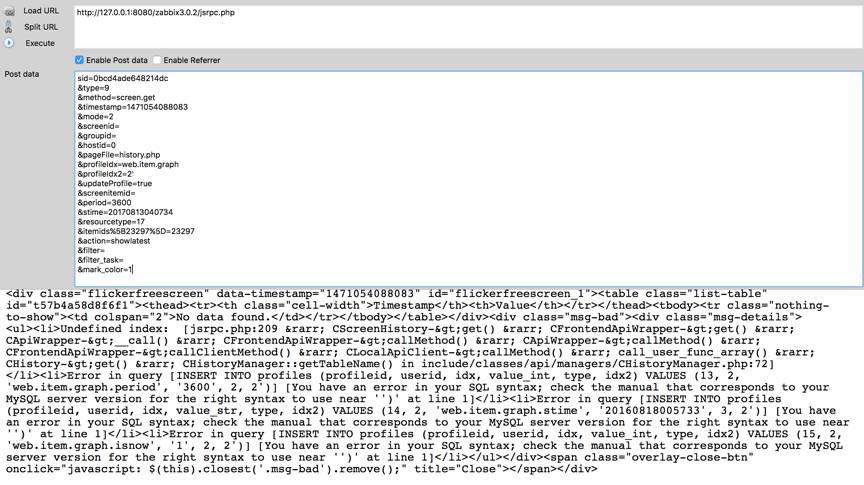 Load URL
http://127.0.0.1:8080/zabbix3.0.2/jsrpc.php
Split URL
Execute
Enable Post data Enable Referrer
Post data
sid=0bcd4ade648214dc
&type=9
&method=screen.get
&timestamp=1471054088083
&mode=2
&screenid=
&groupid=
&hostid=0
&pageFile=history.php
&profileIdx=web.item.graph
&profileIdx2=2'
&updateProfile=true
&screenitemid=
&period=3600
&stime=20170813040734
&resourcetype=17
&itemids%5B23297%5D=23297
&action=showlatest
&filter=
&filter_task=
&mark_color=1
<div class="flickerfreescreen" data-timestamp="1471054088083" id="flickerfreescreen_1"><table class="list-table"
id="t57b4a58d8f6f1"><thead><tr><th class="cell-width">Timestamp</th><th>Value</th></tr></thead><tbody><tr class="nothing-
to-show"><td colspan="2">No data found.</td></tr></tbody></table></div><div class="msg-bad"><div class="msg-details">
<ul><li>Undefined index:  [jsrpc.php:209 &rarr; CScreenHistory-&gt;get() &rarr; CFrontendApiWrapper-&gt;get() &rarr;
CApiWrapper-&gt;__call() &rarr; CFrontendApiWrapper-&gt;callMethod() &rarr; CApiWrapper-&gt;callMethod() &rarr;
CFrontendApiWrapper-&gt;callClientMethod() &rarr; CLocalApiClient-&gt;callMethod() &rarr; call_user_func_array() &rarr;
CHistory-&gt;get() &rarr; CHistoryManager::getTableName() in include/classes/api/managers/CHistoryManager.php:72]
</li><li>Error in query [INSERT INTO profiles (profileid, userid, idx, value_int, type, idx2) VALUES (13, 2,
'web.item.graph.period', '3600', 2, 2')] [You have an error in your SQL syntax; check the manual that corresponds to your
MySQL server version for the right syntax to use near '')' at line 1]</li><li>Error in query [INSERT INTO profiles
(profileid, userid, idx, value_str, type, idx2) VALUES (14, 2, 'web.item.graph.stime', '20160818005733', 3, 2')] [You have
an error in your SQL syntax; check the manual that corresponds to your MySQL server version for the right syntax to use near
'')' at line 1]</li><li>Error in query [INSERT INTO profiles (profileid, userid, idx, value_int, type, idx2) VALUES (15, 2,
'web.item.graph.isnow', '1', 2, 2')] [You have an error in your SQL syntax; check the manual that corresponds to your MySQL
server version for the right syntax to use near '')' at line 1]</li></ul></div><span class="overlay-close-btn"
onclick="javascript: $(this).closest('.msg-bad').remove();" title="Close"></span></div>